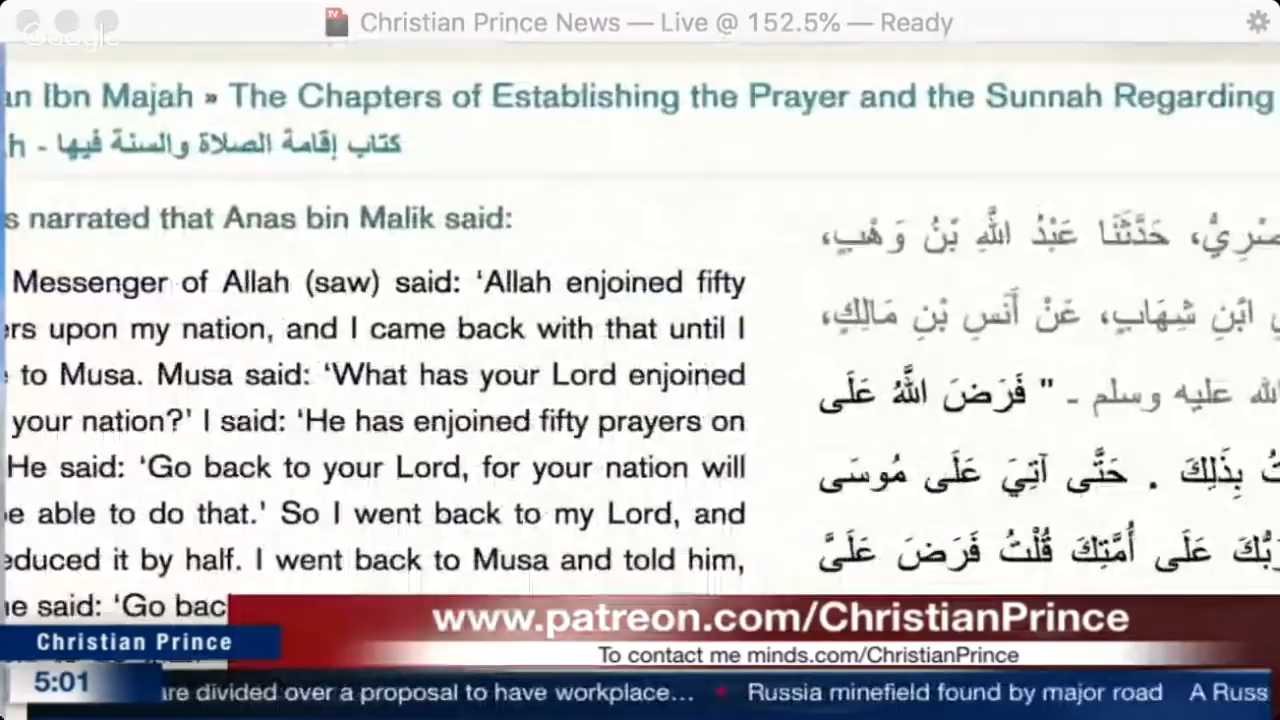 Christian Prince News — Live @ 152.5% — Ready
Google
an Ibn Majah » The Chapters of Establishing the Prayer and the Sunnah Regarding
h - كتاب إقامة الصلاة والسنة فيها
s narrated that Anas bin Malik said:
Messenger of Allah (saw) said: ‘Allah enjoined fifty
ers upon my nation, and I came back with that until I
to Musa. Musa said: ‘What has your Lord enjoined
your nation?’ I said: ‘He has enjoined fifty prayers on
He said: ‘Go back to your Lord, for your nation will
e able to do that.’ So I went back to my Lord, and
educed it by half. I went back to Musa and told him,
he said: ‘Go bac
صْرِيُّ، حَدَّثَنَا عَبْدُ اللَّهِ بْنُ وَهْبٍ،
ابْنِ شِهَابٍ، عَنْ أَنَسِ بْنِ مَالِكٍ،
لله عليه وسلم ـ " فَرَضَ اللَّهُ عَلَى
تُ بِذَلِكَ . حَتَّى آتِيَ عَلَى مُوسَى
رَبُّكَ عَلَى أُمَّتِكَ قُلْتُ فَرَضَ عَلَىَّ
www.patreon.com/ChristianPrince
Christian Prince
To contact me minds.com/ChristianPrince
5:01
are divided over a proposal to have workplace... • Russia minefield found by major road A Russ